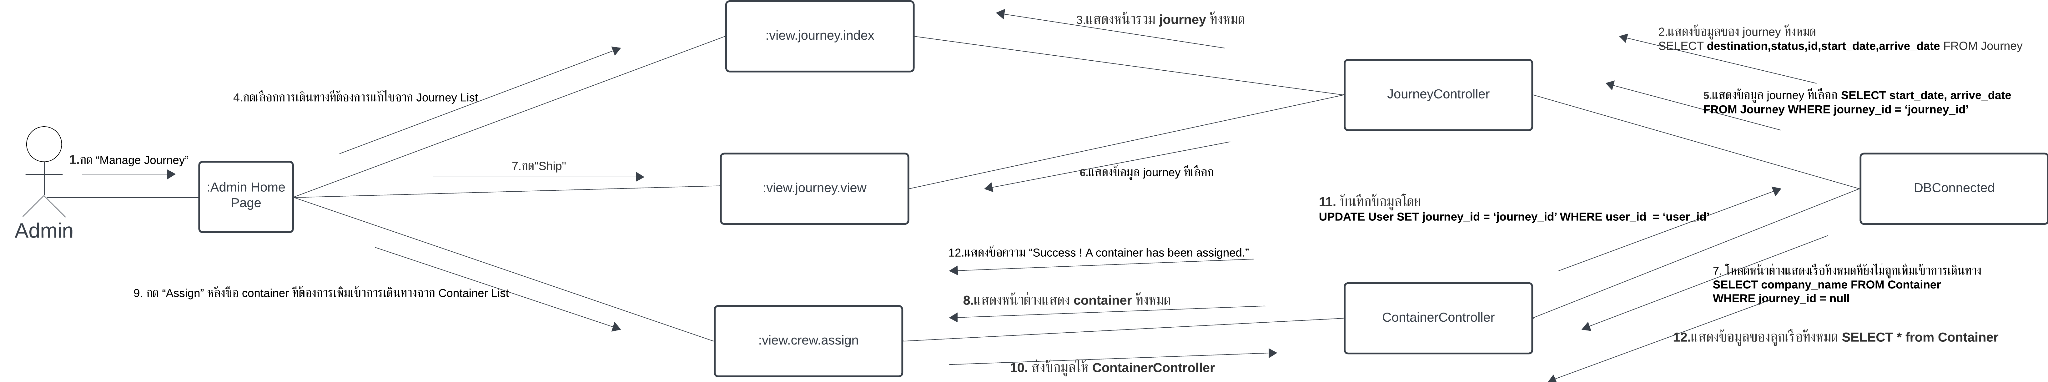 :view.journey.index
3.แสดงหน้ารวม journey ทั้งหมด
2.แสดงข้อมูลของ journey ทั้งหมด
SELECT destination,status,id,start_date,arrive_date FROM Journey
4.กดเลือกการเดินทางที่ต้องการแก้ไขจาก Journey List
JourneyController
5.แสดงข้อมูล journey ที่เลือก SELECT start_date, arrive_date
FROM Journey WHERE journey_id = ‘journey_id’
1.กด “Manage Journey”
:Admin Home
Page
7.กด“Ship”
:view.journey.view
6.แสดงข้อมูล journey ที่เลือก
DBConnected
Admin
11. บันทึกข้อมูลโดย
UPDATE User SET journey_id = ‘journey_id’ WHERE user_id = ‘user_id’
12.แสดงข้อความ “Success ! A container has been assigned.”
7. โหลดหน้าต่างแสดงเรือทั้งหมดที่ยังไม่ถูกเพิ่มเข้าการเดินทาง
SELECT company_name FROM Container
WHERE journey_id = null
9. กด “Assign” หลังชื่อ container ที่ต้องการเพิ่มเข้าการเดินทางจาก Container List
8.แสดงหน้าต่างแสดง container ทั้งหมด
ContainerController
:view.crew.assign
12.แสดงข้อมูลของลูกเรือทั้งหมด SELECT * from Container
10. ส่งข้อมูลให้ ContainerController